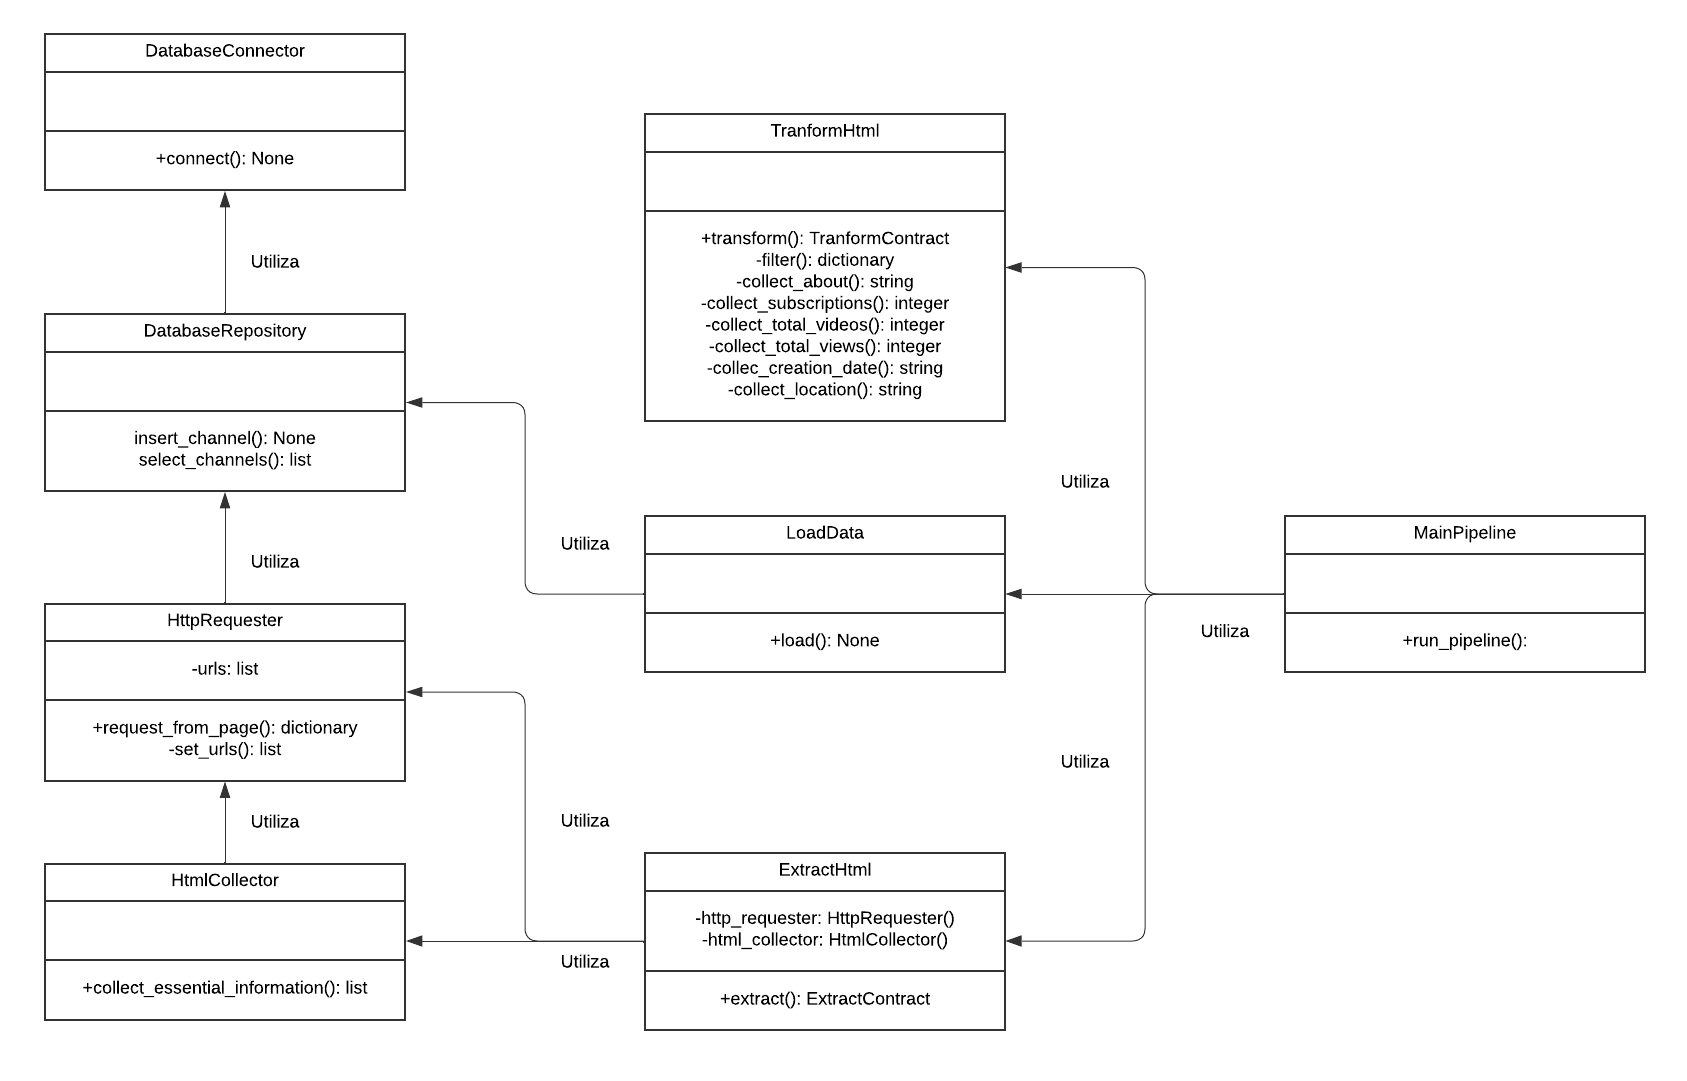 DatabaseConnector
+connect(): None
Utiliza
DatabaseRepository
insert_channel(): None
select_channels(): list
Utiliza
HttpRequester
-urls: list
+request_from_page(): dictionary
-set_urls(): list
Utiliza
HtmlCollector
+collect_essential_information(): list
TranformHtml
+transform(): TranformContract
-filter(): dictionary
-collect_about(): string
-collect_subscriptions(): integer
-collect_total_videos(): integer
-collect_total_views(): integer
-collec_creation_date(): string
-collect_location(): string
Utiliza
LoadData
+load(): None
Utiliza
Utiliza
ExtractHtml
-http_requester: HttpRequester()
-html_collector: HtmlCollector()
+extract(): ExtractContract
Utiliza
Utiliza
Utiliza
MainPipeline
+run_pipeline():